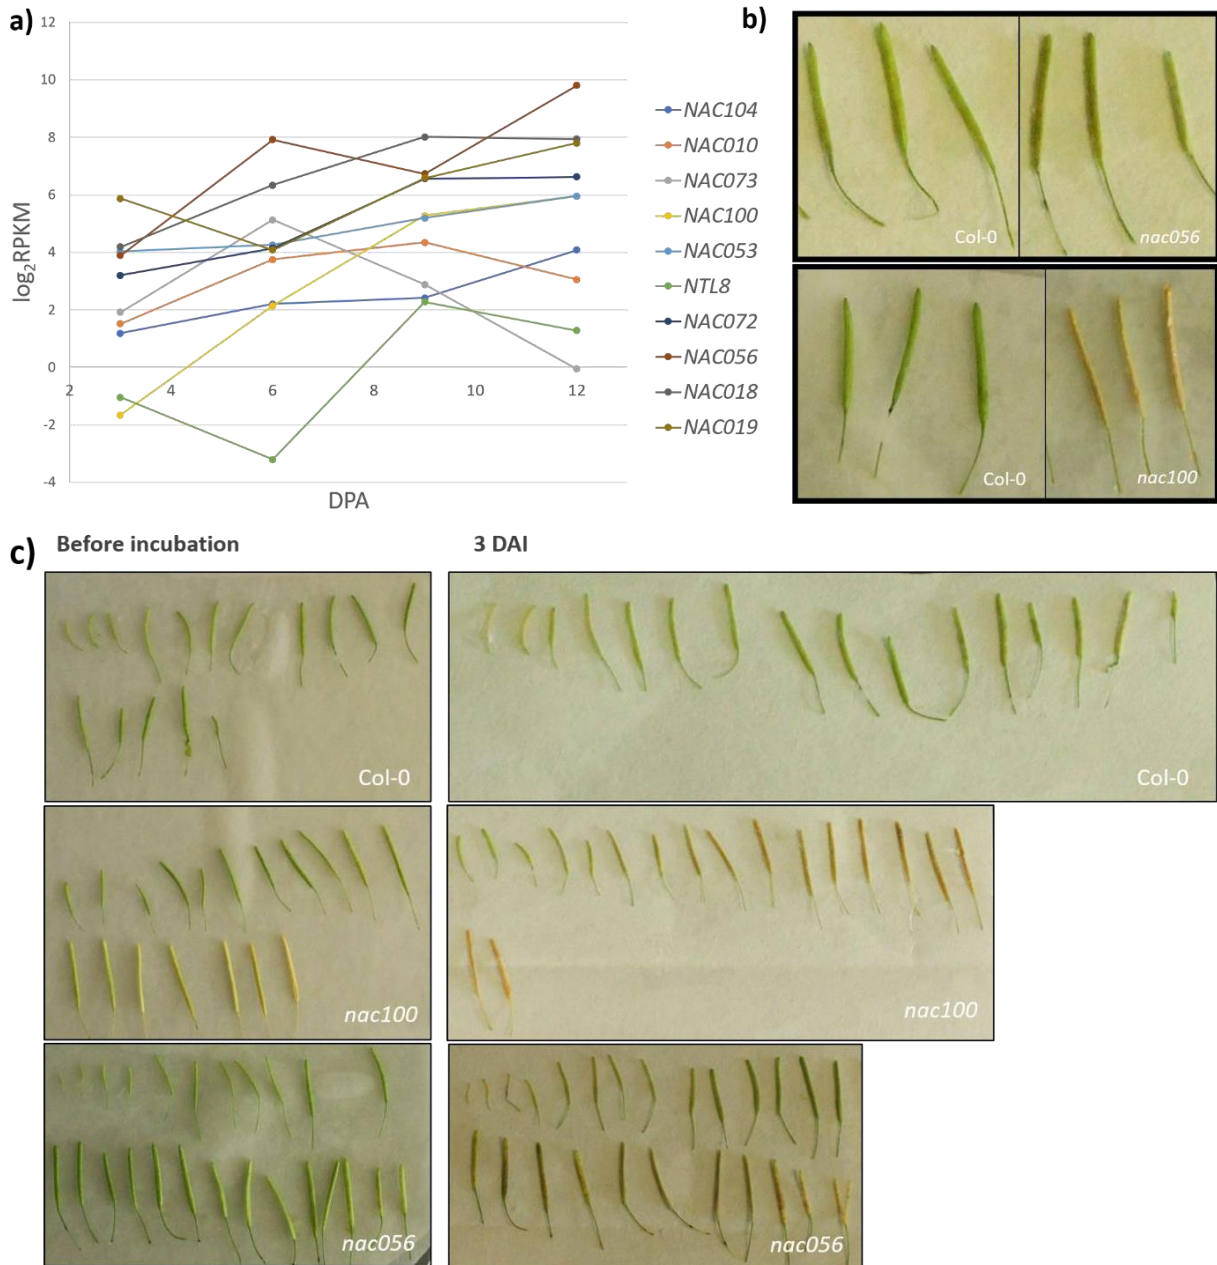 a)
12
10
8
6
4
2
0
-2
-4
2 4 6 8 10 12
log₂RPKM
DPA
NAC104
NAC010
NAC073
NAC100
NAC053
NTL8
NAC072
NAC056
NAC018
NAC019
b)
Col-0
nac056
Col-0
nac100
c)
Before incubation
3 DAI
Col-0
Col-0
nac100
nac100
nac056
nac056